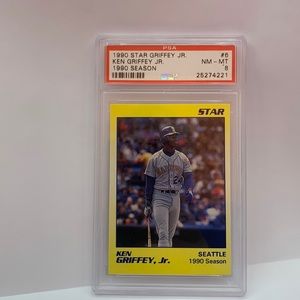 PSA
1990 STAR GRIFFEY JR. #6
KEN GRIFFEY JR. NM - MT
1990 SEASON 8
25274221
STAR
24
KEN SEATTLE
GRIFFEY, Jr. 1990 Season